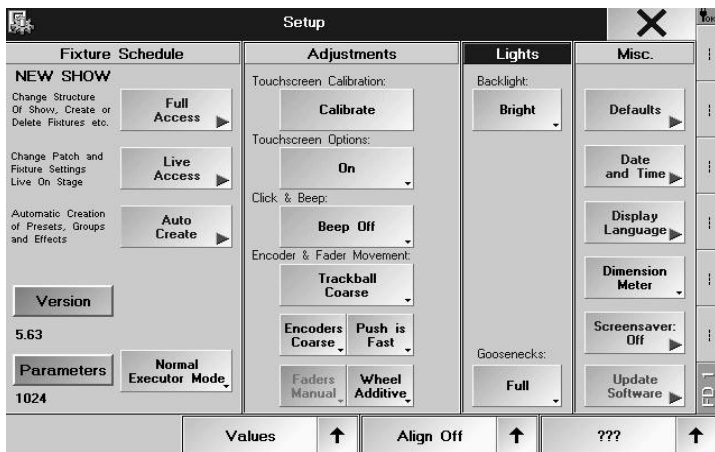 Setup
Fixture Schedule
NEW SHOW
Change Structure
Of Show, Create or
Delete Fixtures etc.
Full
Access
Change Patch and
Fixture Settings
Live On Stage
Live
Access
Automatic Creation
of Presets, Groups
and Effects
Auto
Create
Version
5.63
Parameters
1024
Normal
Executor Mode
Adjustments
Touchscreen Calibration:
Calibrate
Touchscreen Options:
On
Click & Beep:
Beep Off
Encoder & Fader Movement:
Trackball
Coarse
Encoders
Coarse
Push is
Fast
Faders
Manual
Wheel
Additive
Lights
Backlight:
Bright
Goosenecks:
Full
Misc.
Defaults
Date
and Time
Display
Language
Dimension
Meter
Screensaver:
Off
Update
Software
FD 1
Values
Align Off
???